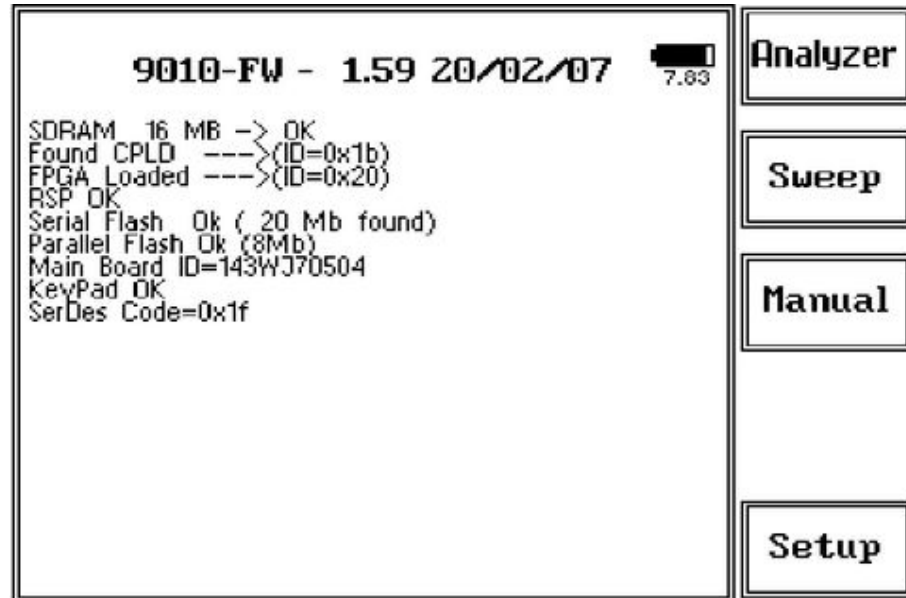 9010-FW - 1.59 20/02/07
7.83
SDRAM 16 MB -> OK
Found CPLD --->(ID=0x1b)
FPGA Loaded --->(ID=0x20)
RSP OK
Serial Flash Ok ( 20 Mb found)
Parallel Flash Ok (8Mb)
Main Board ID=143WJ70504
KeyPad OK
SerDes Code=0x1f
Analyzer
Sweep
Manual
Setup